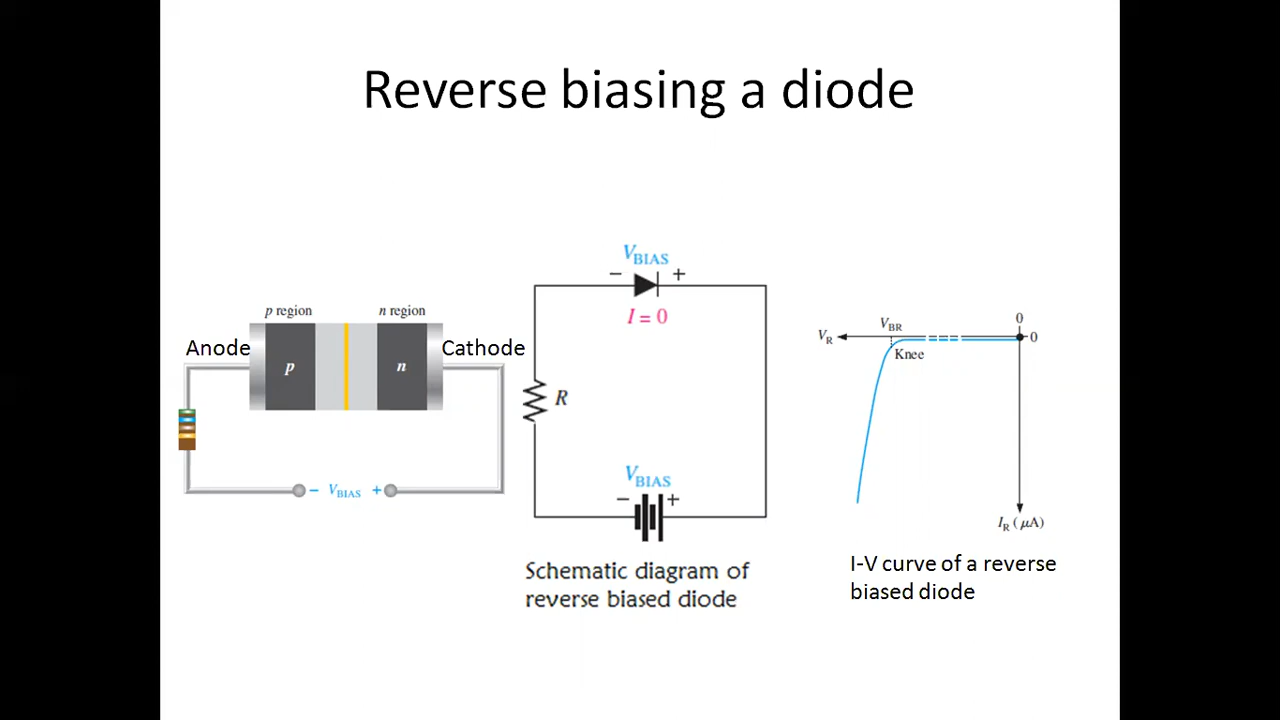 Reverse biasing a diode
p region
n region
Anode
p
n
Cathode
− VBIAS +
VBIAS
− +
I = 0
R
VBIAS
− +
Schematic diagram of
reverse biased diode
VR
VBR
0
0
Knee
IR (μA)
I-V curve of a reverse
biased diode